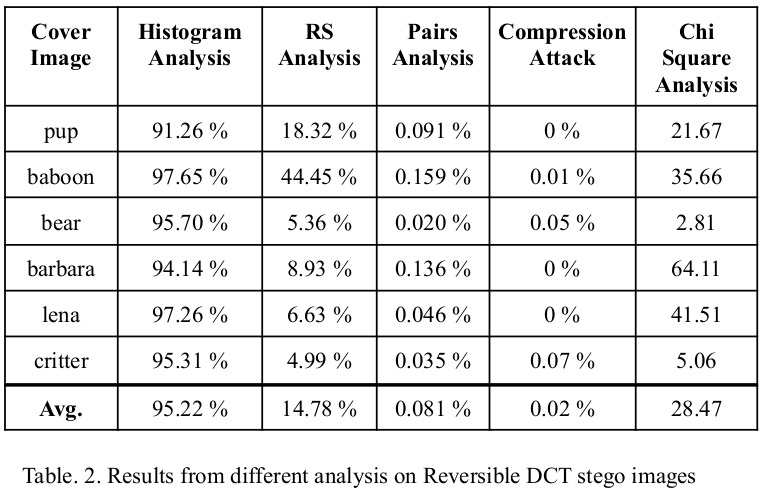 Cover Image | Histogram Analysis | RS Analysis | Pairs Analysis | Compression Attack | Chi Square Analysis
pup | 91.26 % | 18.32 % | 0.091 % | 0 % | 21.67
baboon | 97.65 % | 44.45 % | 0.159 % | 0.01 % | 35.66
bear | 95.70 % | 5.36 % | 0.020 % | 0.05 % | 2.81
barbara | 94.14 % | 8.93 % | 0.136 % | 0 % | 64.11
lena | 97.26 % | 6.63 % | 0.046 % | 0 % | 41.51
critter | 95.31 % | 4.99 % | 0.035 % | 0.07 % | 5.06
Avg. | 95.22 % | 14.78 % | 0.081 % | 0.02 % | 28.47
Table. 2. Results from different analysis on Reversible DCT stego images